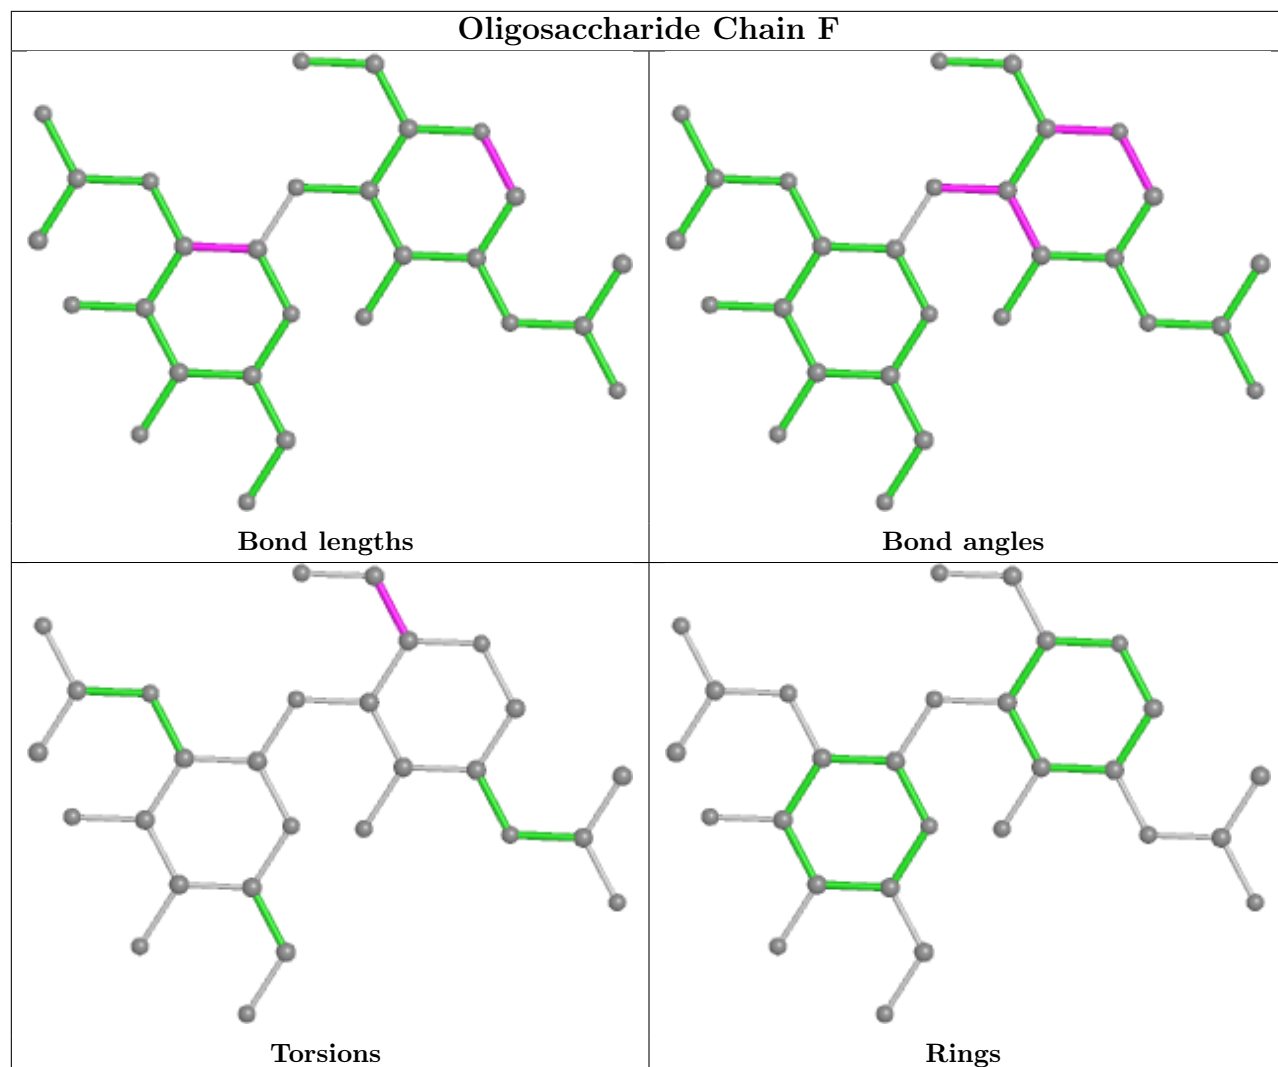 Oligosaccharide Chain F
Bond lengths
Bond angles
Torsions
Rings